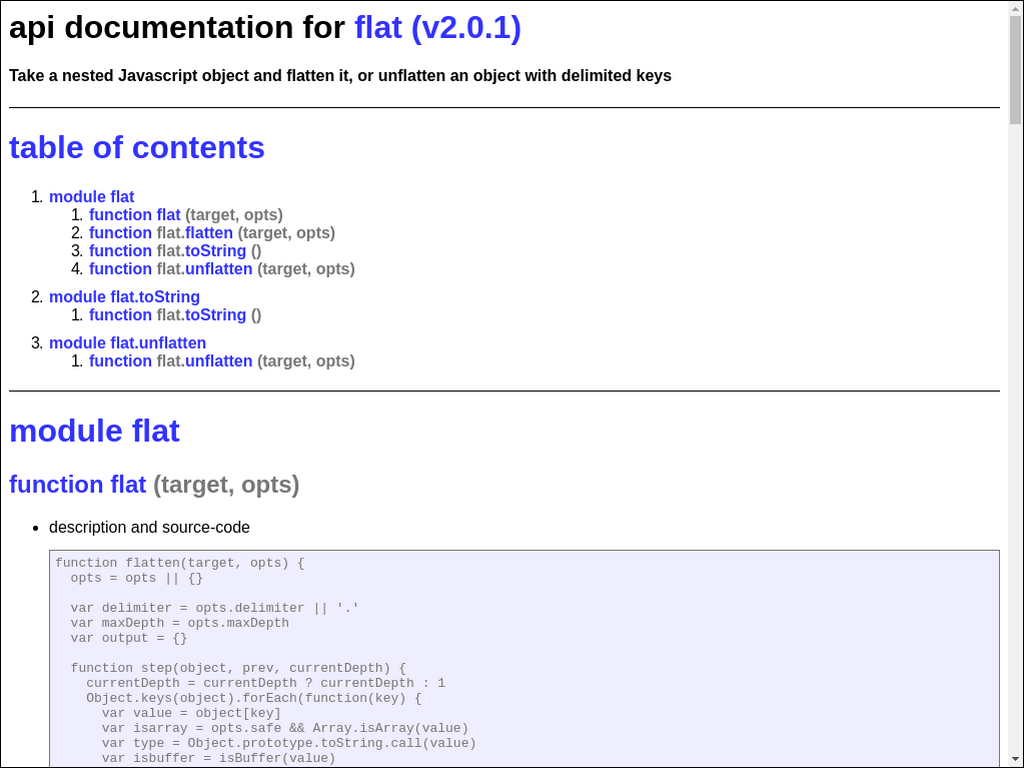 api documentation for flat (v2.0.1)
Take a nested Javascript object and flatten it, or unflatten an object with delimited keys
table of contents
1. module flat
1. function flat (target, opts)
2. function flat.flatten (target, opts)
3. function flat.toString ()
4. function flat.unflatten (target, opts)
2. module flat.toString
1. function flat.toString ()
3. module flat.unflatten
1. function flat.unflatten (target, opts)
module flat
function flat (target, opts)
• description and source-code
function flatten(target, opts) {
  opts = opts || {}
  var delimiter = opts.delimiter || '.'
  var maxDepth = opts.maxDepth
  var output = {}
  function step(object, prev, currentDepth) {
    currentDepth = currentDepth ? currentDepth : 1
    Object.keys(object).forEach(function(key) {
      var value = object[key]
      var isarray = opts.safe && Array.isArray(value)
      var type = Object.prototype.toString.call(value)
      var isbuffer = isBuffer(value)